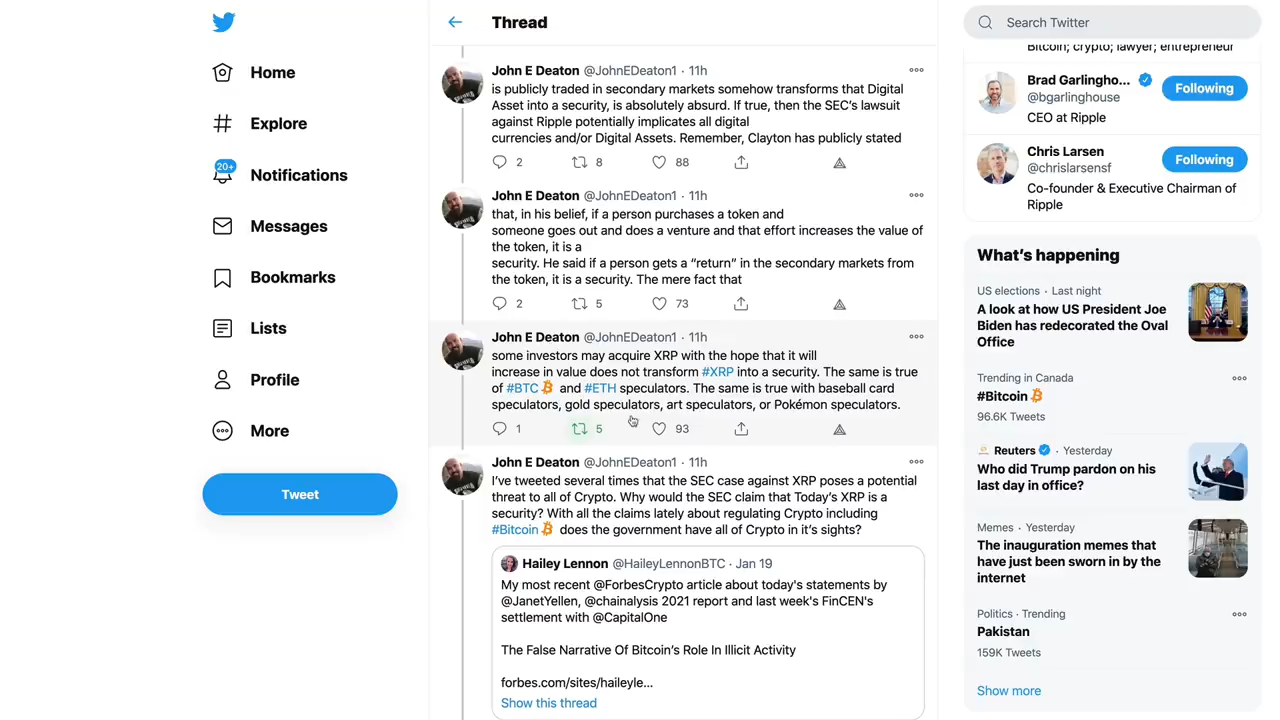 Home
Explore
20+
Notifications
Messages
Bookmarks
Lists
Profile
More
Tweet
Thread
John E Deaton @JohnEDeaton1 · 11h
is publicly traded in secondary markets somehow transforms that Digital
Asset into a security, is absolutely absurd. If true, then the SEC's lawsuit
against Ripple potentially implicates all digital
currencies and/or Digital Assets. Remember, Clayton has publicly stated
2 8 88
John E Deaton @JohnEDeaton1 · 11h
that, in his belief, if a person purchases a token and
someone goes out and does a venture and that effort increases the value of
the token, it is a
security. He said if a person gets a “return” in the secondary markets from
the token, it is a security. The mere fact that
2 5 73
John E Deaton @JohnEDeaton1 · 11h
some investors may acquire XRP with the hope that it will
increase in value does not transform #XRP into a security. The same is true
of #BTC and #ETH speculators. The same is true with baseball card
speculators, gold speculators, art speculators, or Pokémon speculators.
1 5 93
John E Deaton @JohnEDeaton1 · 11h
I've tweeted several times that the SEC case against XRP poses a potential
threat to all of Crypto. Why would the SEC claim that Today's XRP is a
security? With all the claims lately about regulating Crypto including
#Bitcoin does the government have all of Crypto in it's sights?
Hailey Lennon @HaileyLennonBTC · Jan 19
My most recent @ForbesCrypto article about today's statements by
@JanetYellen, @chainalysis 2021 report and last week's FinCEN's
settlement with @CapitalOne
The False Narrative Of Bitcoin's Role In Illicit Activity
forbes.com/sites/haileyle...
Show this thread
Search Twitter
Bitcoin; crypto; lawyer; entrepreneur
Brad Garlingho...
@bgarlinghouse
Following
CEO at Ripple
Chris Larsen
@chrislarsensf
Following
Co-founder & Executive Chairman of
Ripple
What's happening
US elections · Last night
A look at how US President Joe
Biden has redecorated the Oval
Office
Trending in Canada
#Bitcoin
96.6K Tweets
Reuters · Yesterday
Who did Trump pardon on his
last day in office?
Memes · Yesterday
The inauguration memes that
have just been sworn in by the
internet
Politics · Trending
Pakistan
159K Tweets
Show more